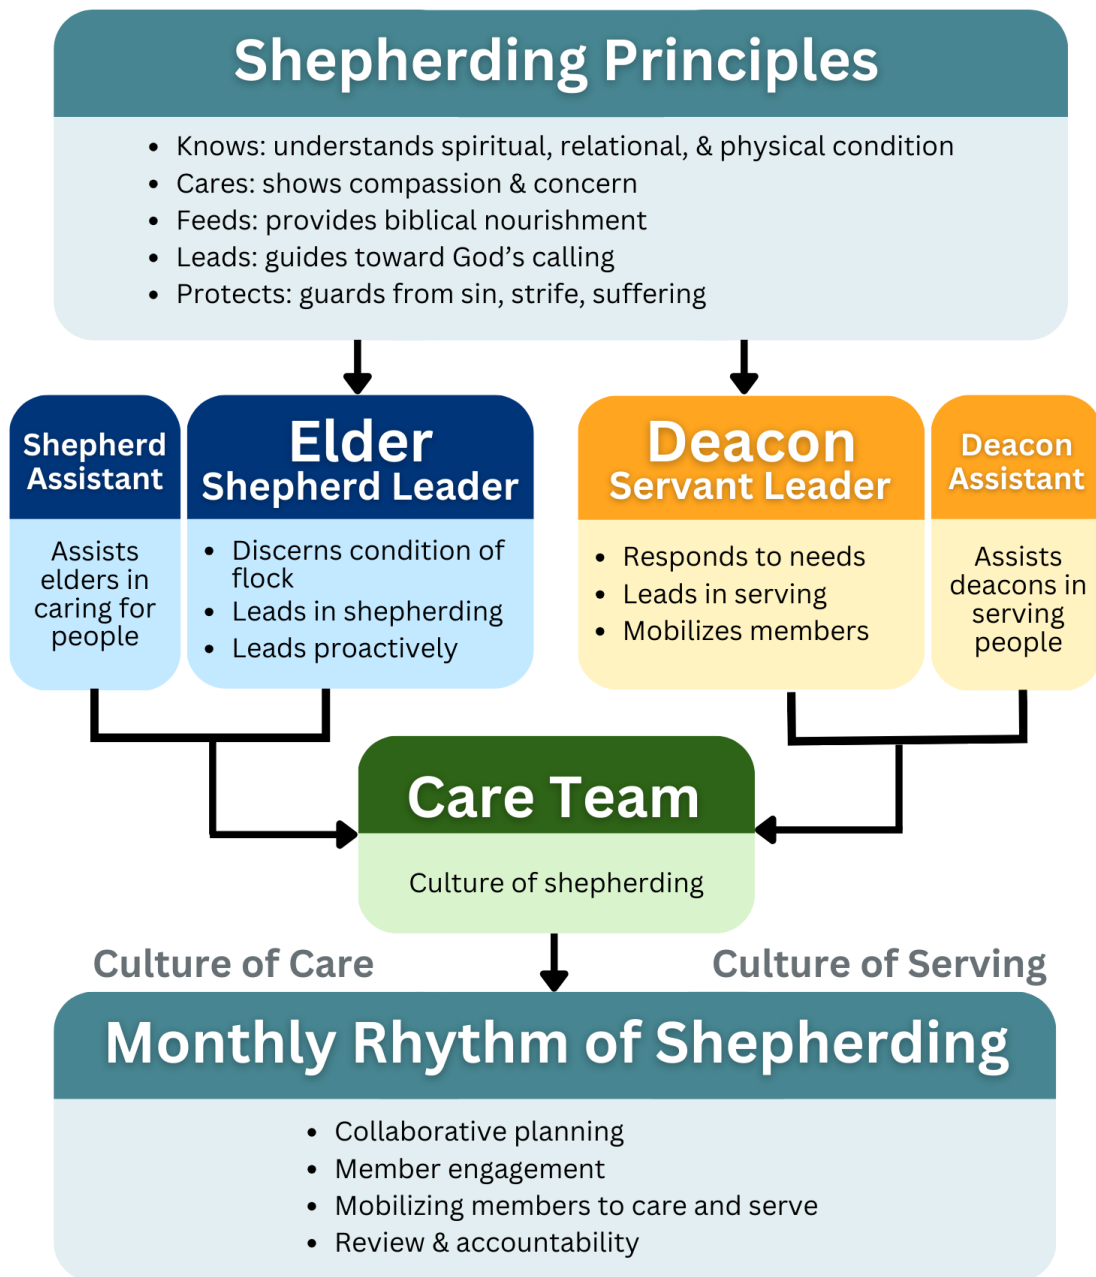 Shepherding Principles
• Knows: understands spiritual, relational, & physical condition
• Cares: shows compassion & concern
• Feeds: provides biblical nourishment
• Leads: guides toward God’s calling
• Protects: guards from sin, strife, suffering
Shepherd
Assistant
Assists
elders in
caring for
people
Elder
Shepherd Leader
• Discerns condition of
flock
• Leads in shepherding
• Leads proactively
Deacon
Servant Leader
• Responds to needs
• Leads in serving
• Mobilizes members
Deacon
Assistant
Assists
deacons in
serving
people
Care Team
Culture of shepherding
Culture of Care
Culture of Serving
Monthly Rhythm of Shepherding
• Collaborative planning
• Member engagement
• Mobilizing members to care and serve
• Review & accountability